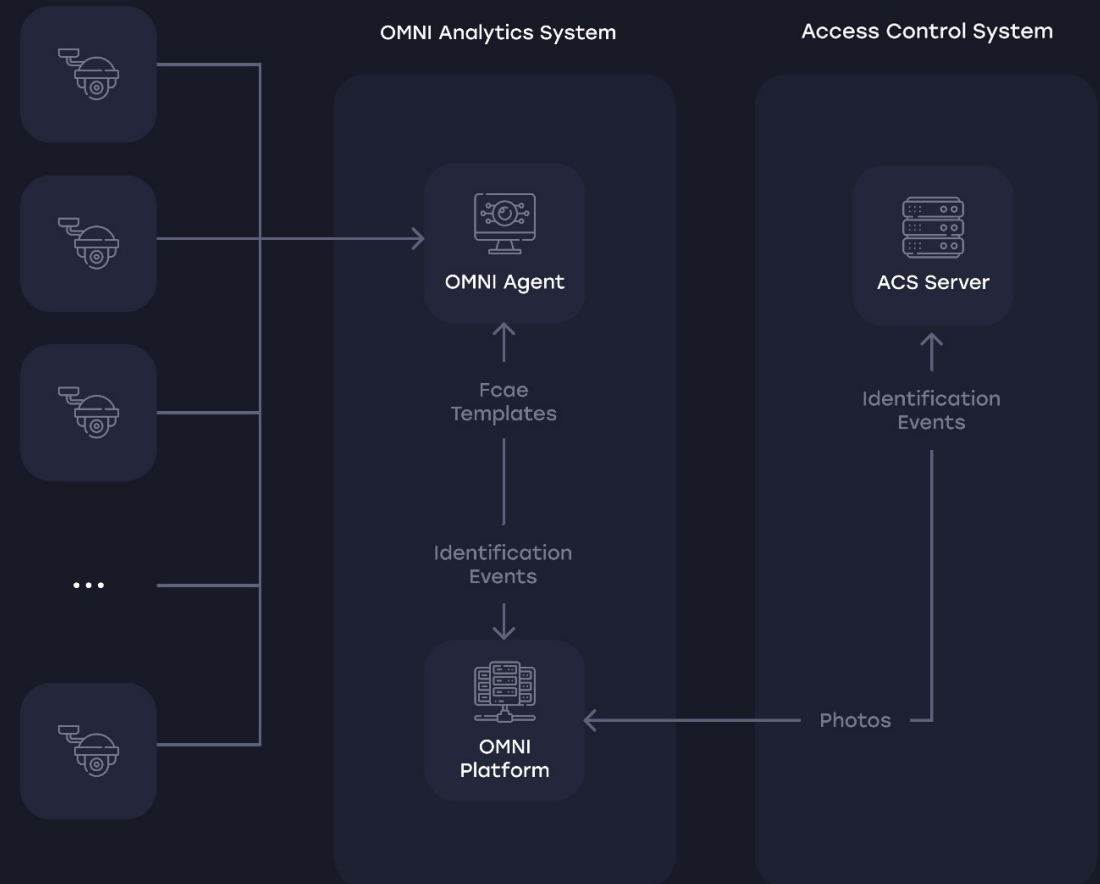 OMNI Analytics System
Access Control System
OMNI Agent
ACS Server
Fcae
Templates
Identification
Events
Identification
Events
...
OMNI
Platform
Photos